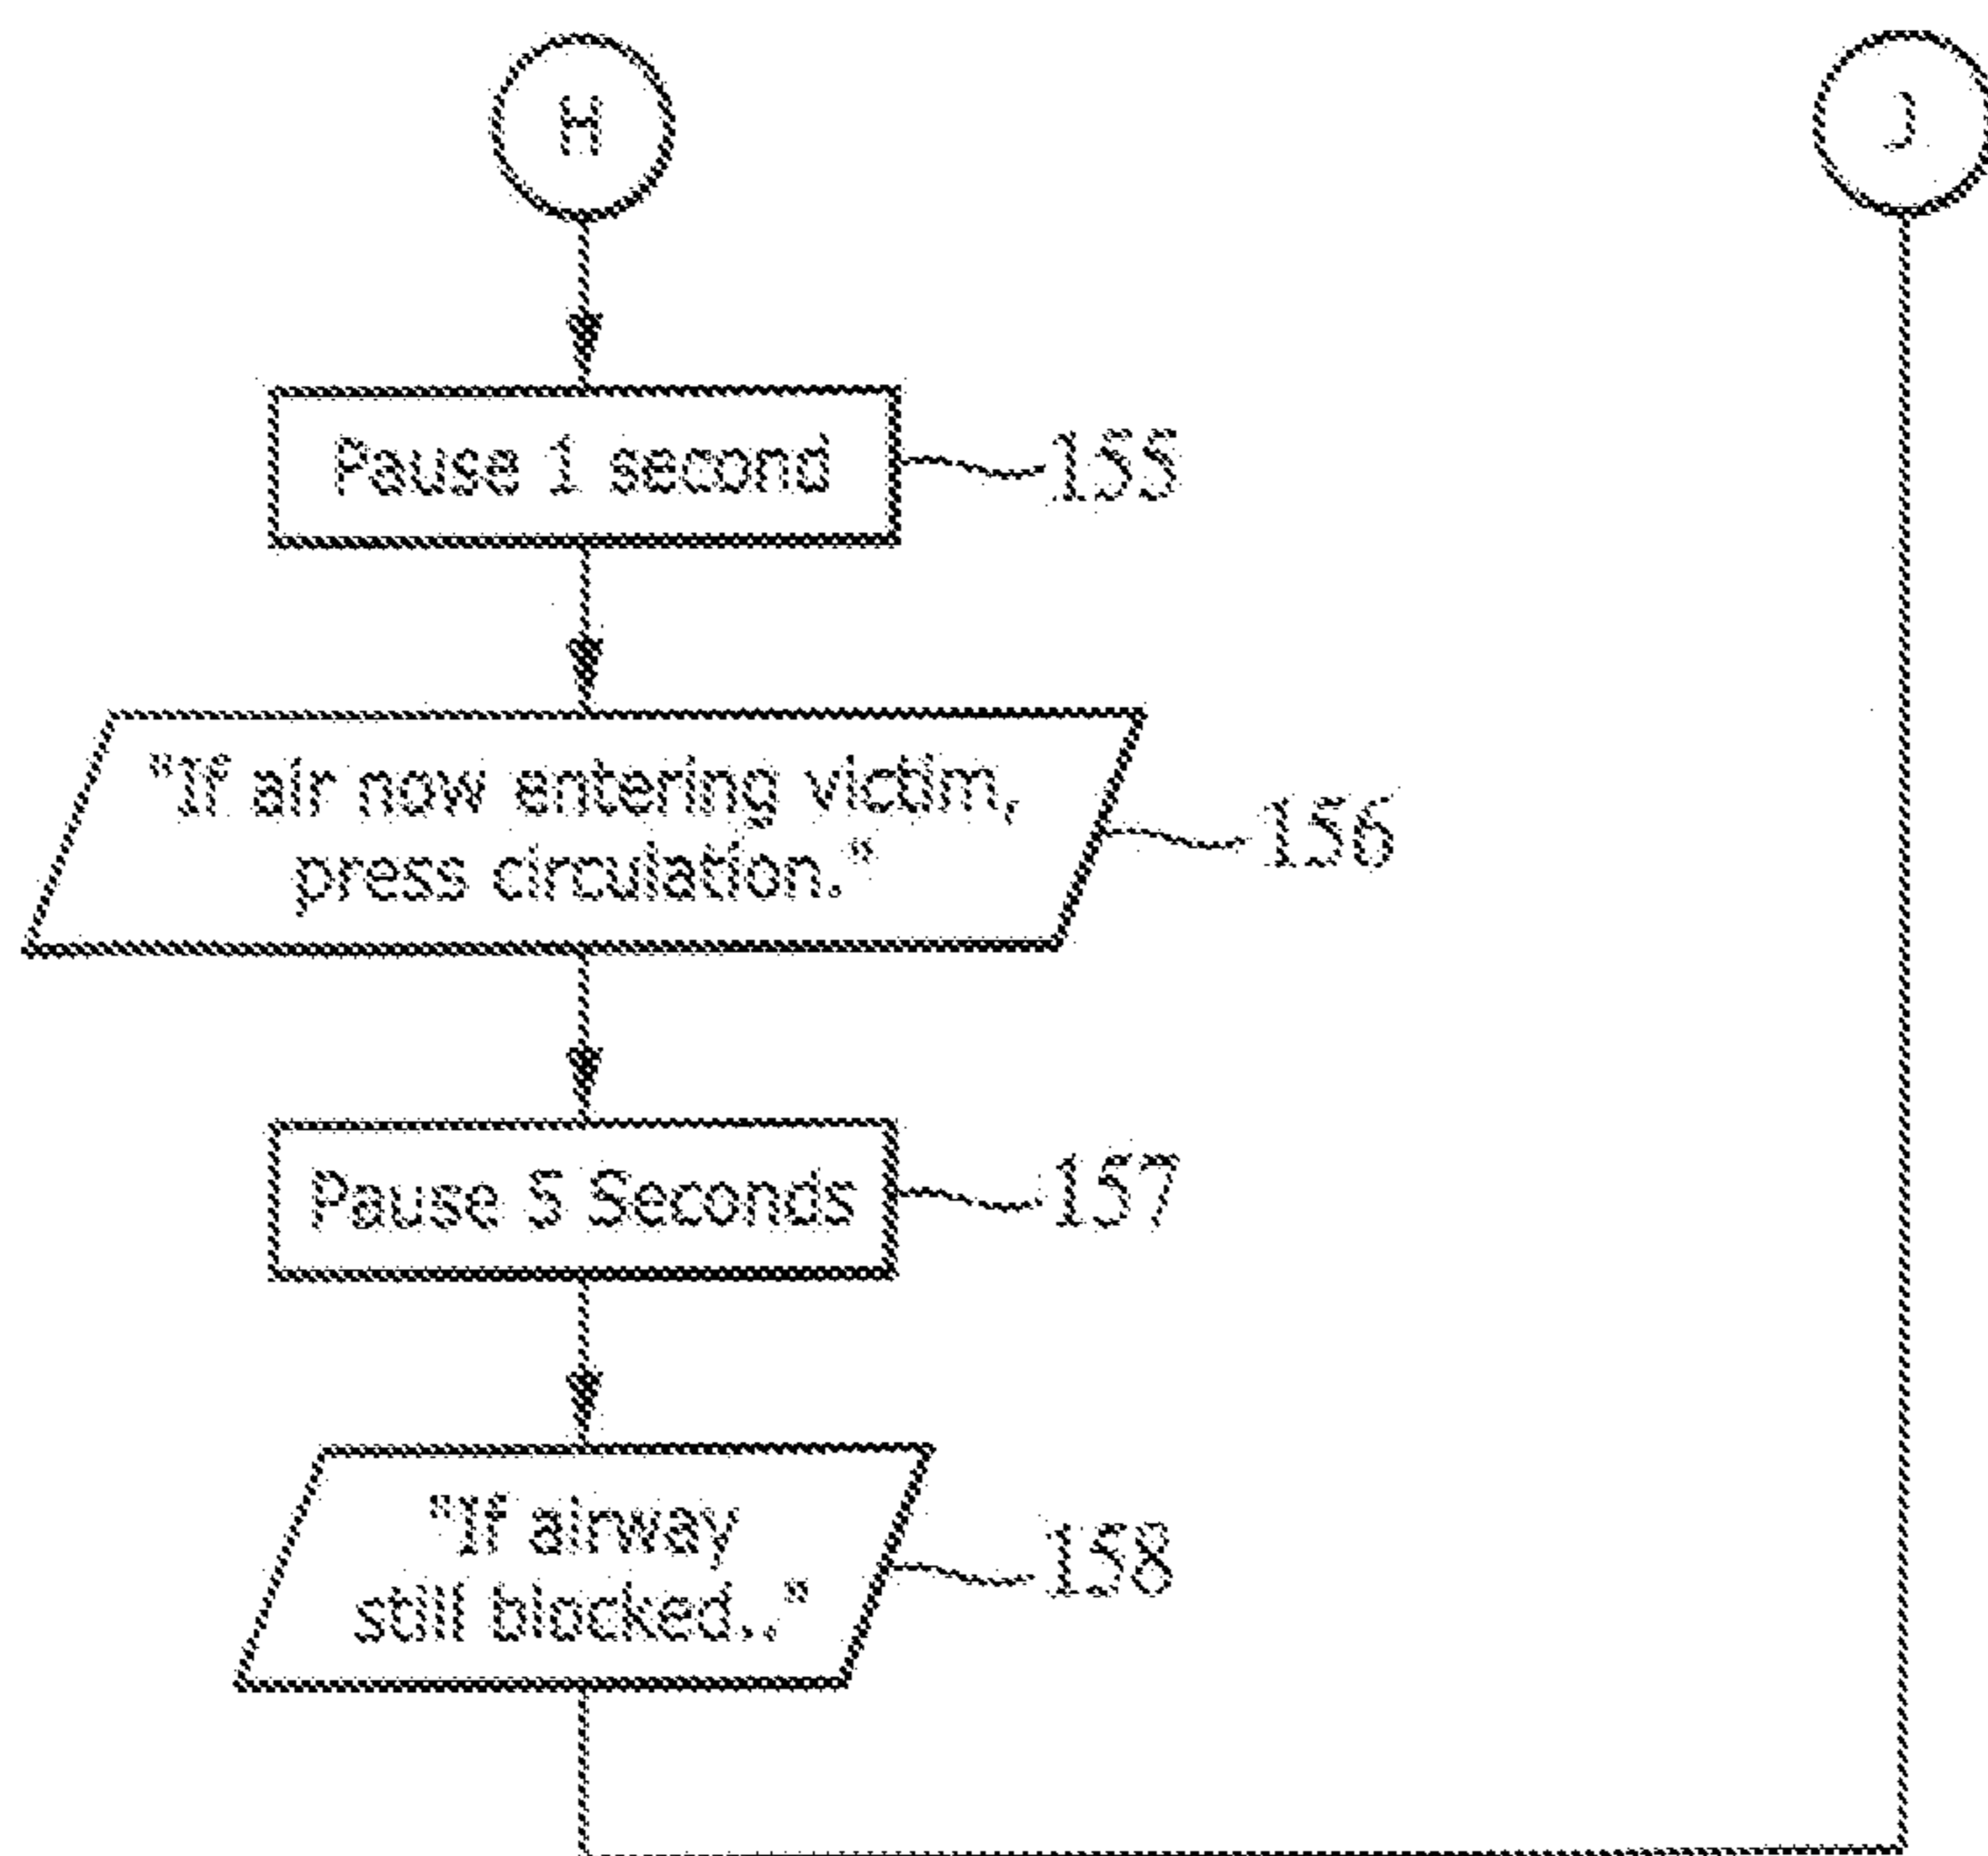 H
J
Pause 1 second
155
"If air now entering victim,
press circulation."
156
Pause 5 Seconds
157
"If airway
still blocked.."
158